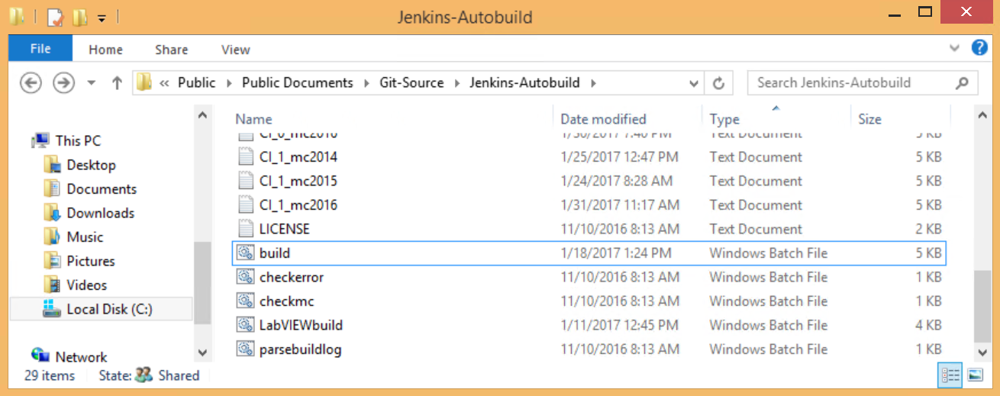 Jenkins-Autobuild
File Home Share View
« Public Public Documents Git-Source Jenkins-Autobuild Search Jenkins-Autobuild
Name Date modified Type Size
This PC
Desktop
Documents
Downloads
Music
Pictures
Videos
Local Disk (C:)
Network
CI_1_mc2014 1/25/2017 12:47 PM Text Document 5 KB
CI_1_mc2015 1/24/2017 8:28 AM Text Document 5 KB
CI_1_mc2016 1/31/2017 11:17 AM Text Document 5 KB
LICENSE 11/10/2016 8:13 AM Text Document 2 KB
build 1/18/2017 1:24 PM Windows Batch File 5 KB
checkerror 11/10/2016 8:13 AM Windows Batch File 1 KB
checkmc 11/10/2016 8:13 AM Windows Batch File 1 KB
LabVIEWbuild 1/11/2017 12:45 PM Windows Batch File 4 KB
parsebuildlog 11/10/2016 8:13 AM Windows Batch File 1 KB
29 items State: Shared